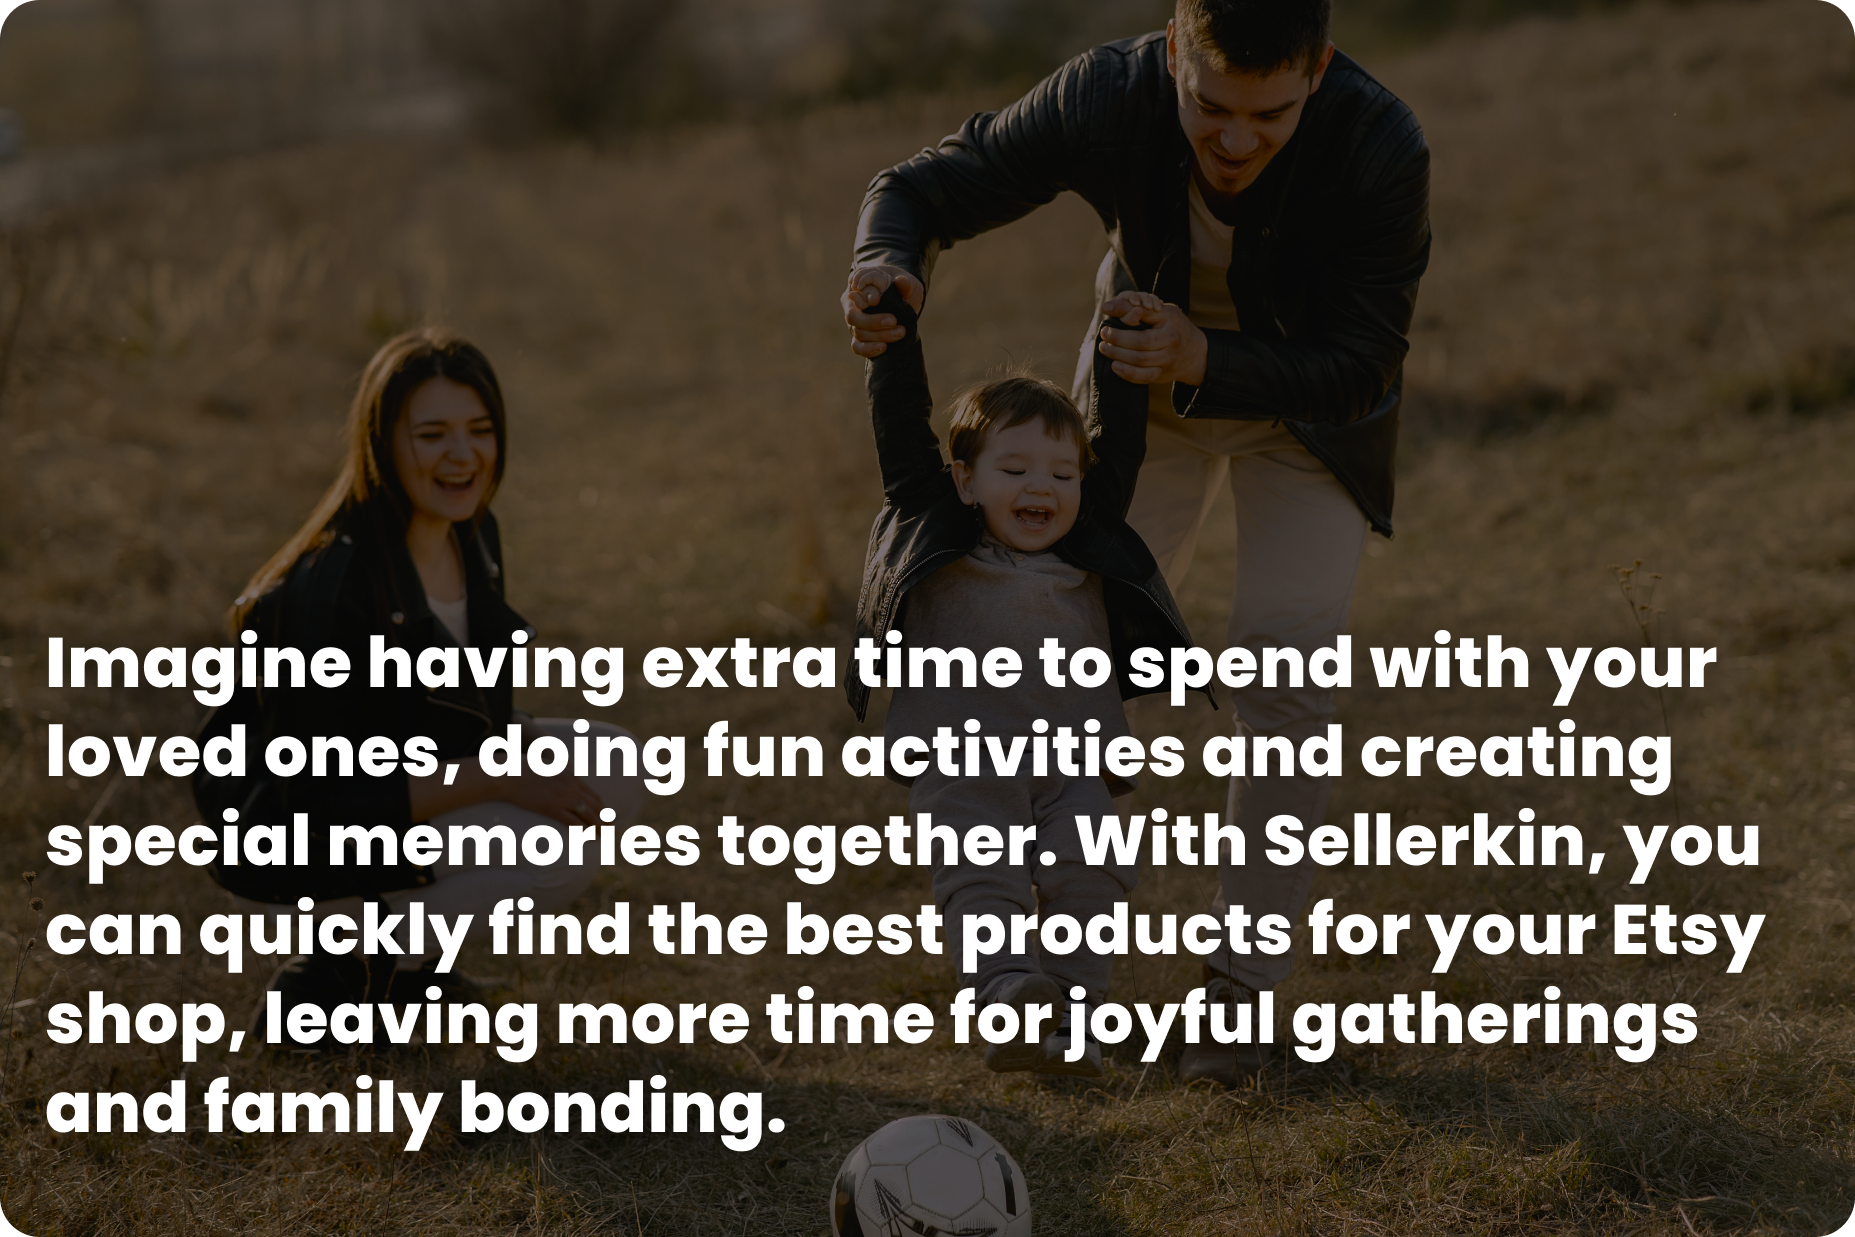 Imagine having extra time to spend with your
loved ones, doing fun activities and creating
special memories together. With Sellerkin, you
can quickly find the best products for your Etsy
shop, leaving more time for joyful gatherings
and family bonding.